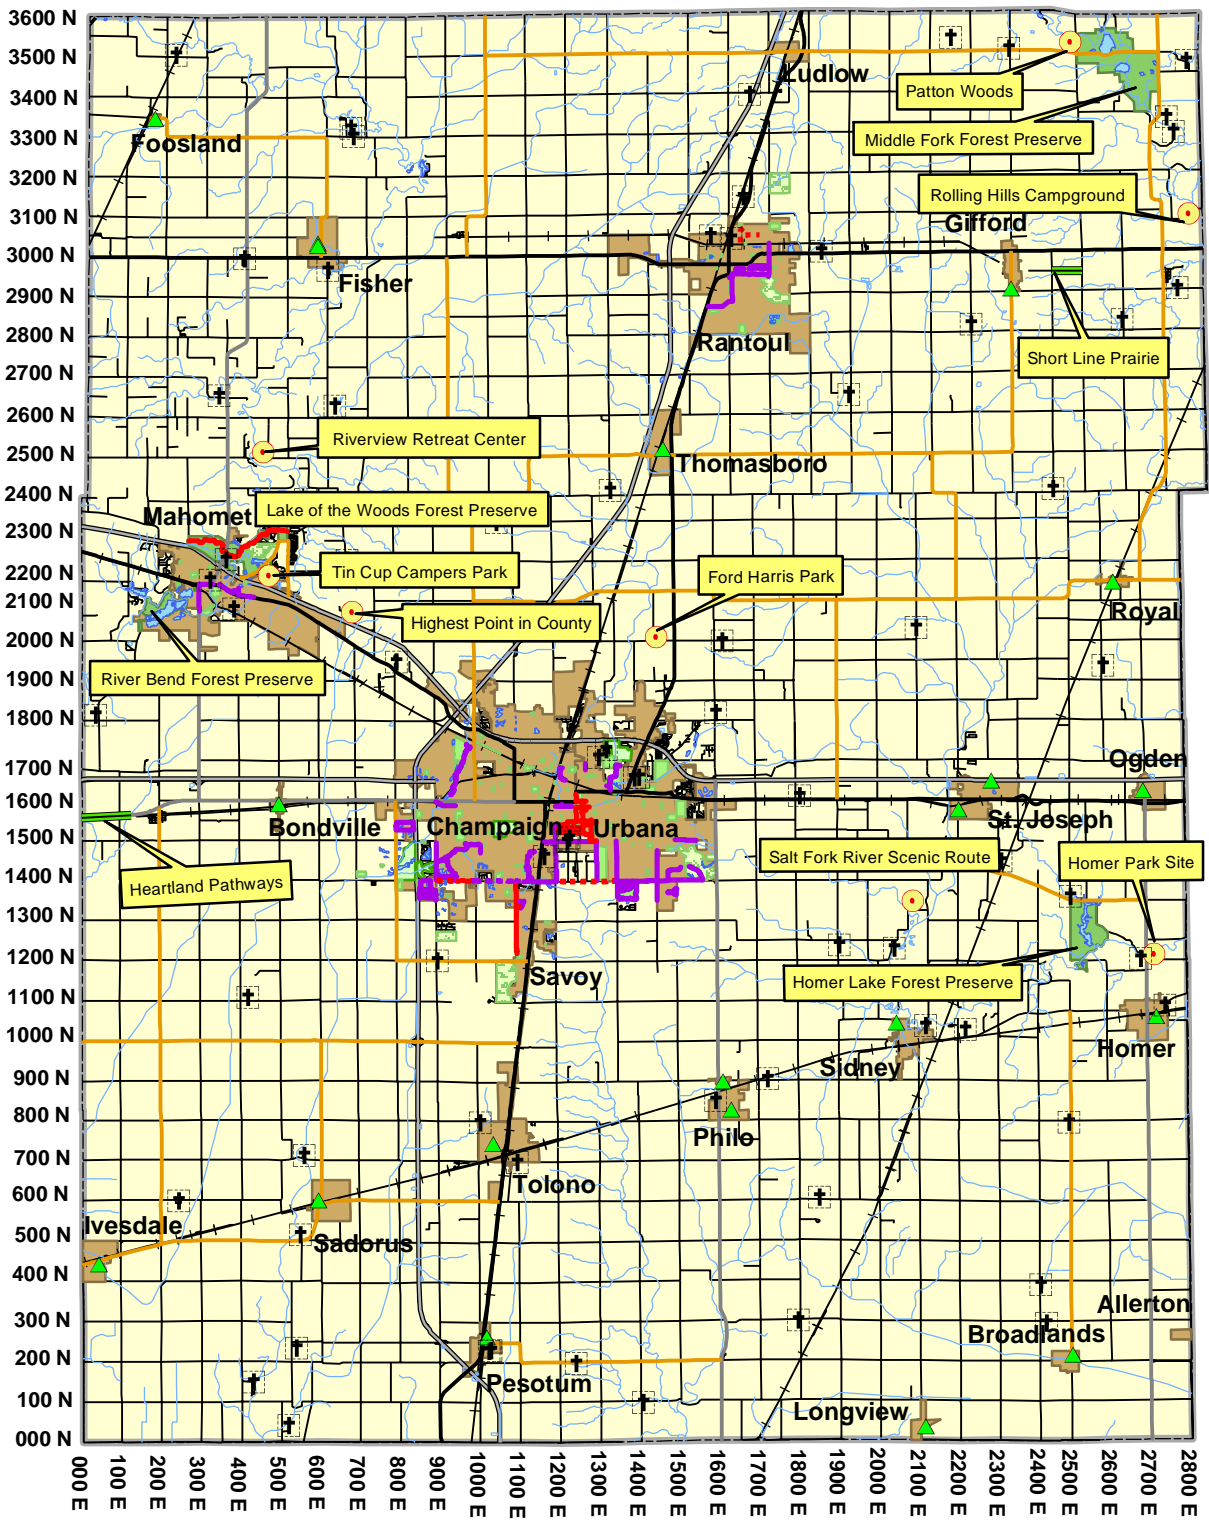 3600 N
3500 N
3400 N
3300 N
3200 N
3100 N
3000 N
2900 N
2800 N
2700 N
2600 N
2500 N
2400 N
2300 N
2200 N
2100 N
2000 N
1900 N
1800 N
1700 N
1600 N
1500 N
1400 N
1300 N
1200 N
1100 N
1000 N
900 N
800 N
700 N
600 N
500 N
400 N
300 N
200 N
100 N
000 N
Ludlow
Patton Woods
Foosland
Middle Fork Forest Preserve
Rolling Hills Campground
Gifford
Fisher
Rantoul
Short Line Prairie
Riverview Retreat Center
Thomasboro
Lake of the Woods Forest Preserve
Mahomet
Tin Cup Campers Park
Ford Harris Park
Royal
Highest Point in County
River Bend Forest Preserve
Ogden
Bondville
Champaign
Urbana
St. Joseph
Salt Fork River Scenic Route
Homer Park Site
Heartland Pathways
Savoy
Homer Lake Forest Preserve
Homer
Sidney
Philo
Tolono
Ivesdale
Sadorus
Allerton
Broadlands
Pesotum
Longview
000 E
100 E
200 E
300 E
400 E
500 E
600 E
700 E
800 E
900 E
1000 E
1100 E
1200 E
1300 E
1400 E
1500 E
1600 E
1700 E
1800 E
1900 E
2000 E
2100 E
2200 E
2300 E
2400 E
2500 E
2600 E
2700 E
2800 E